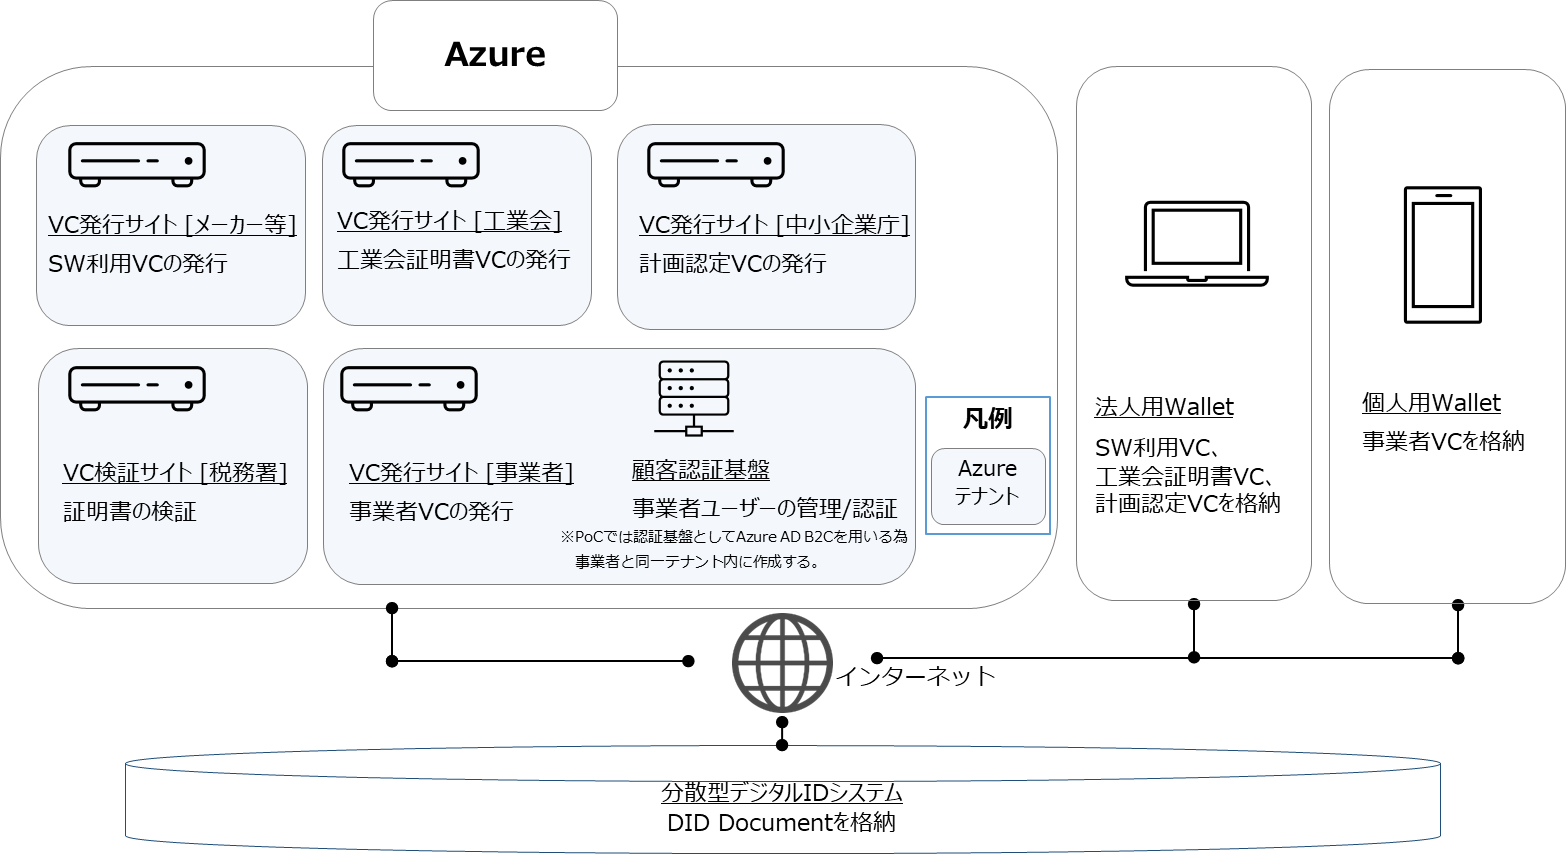 Azure
VC発行サイト [メーカー等]
SW利用VCの発行
VC発行サイト [工業会]
工業会証明書VCの発行
VC発行サイト [中小企業庁]
計画認定VCの発行
VC検証サイト [税務署]
証明書の検証
VC発行サイト [事業者]
事業者VCの発行
顧客認証基盤
事業者ユーザーの管理/認証
※PoCでは認証基盤としてAzure AD B2Cを用いる為
事業者と同一テナント内に作成する。
凡例
Azure
テナント
法人用Wallet
SW利用VC、
工業会証明書VC、
計画認定VCを格納
個人用Wallet
事業者VCを格納
インターネット
分散型デジタルIDシステム
DID Documentを格納